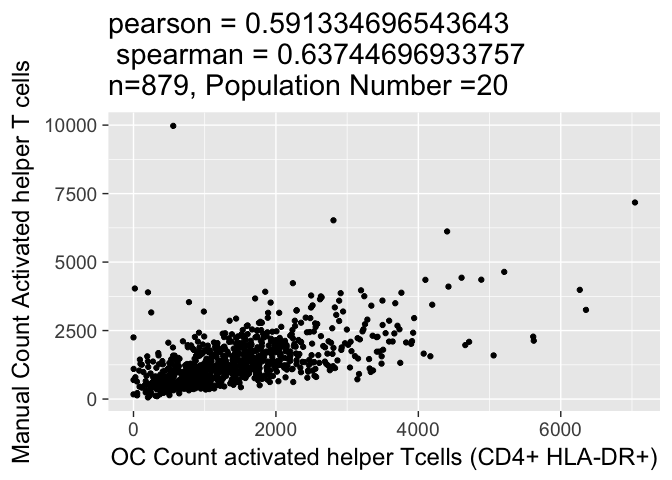 pearson = 0.591334696543643
spearman = 0.63744696933757
n=879, Population Number =20
Manual Count Activated helper T cells
10000
7500
5000
2500
0
0 2000 4000 6000
OC Count activated helper Tcells (CD4+ HLA-DR+)